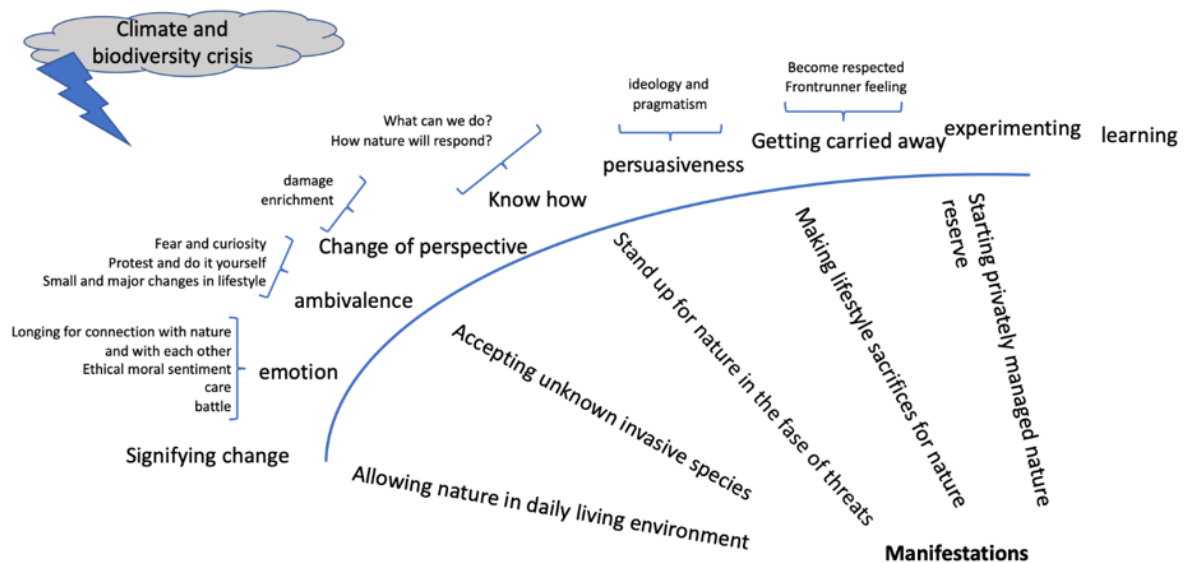 Climate and
biodiversity crisis
Become respected
Frontrunner feeling
ideology and
pragmatism
What can we do?
How nature will respond?
experimenting
learning
Getting carried away
persuasiveness
damage
enrichment
Know how
Fear and curiosity
Protest and do it yourself
Small and major changes in lifestyle
Change of perspective
ambivalence
Longing for connection with nature
and with each other
Ethical moral sentiment
care
battle
emotion
Signifying change
Allowing nature in daily living environment
Accepting unknown invasive species
Stand up for nature in the fase of threats
Making lifestyle sacrifices for nature
Starting privately managed nature
reserve
Manifestations